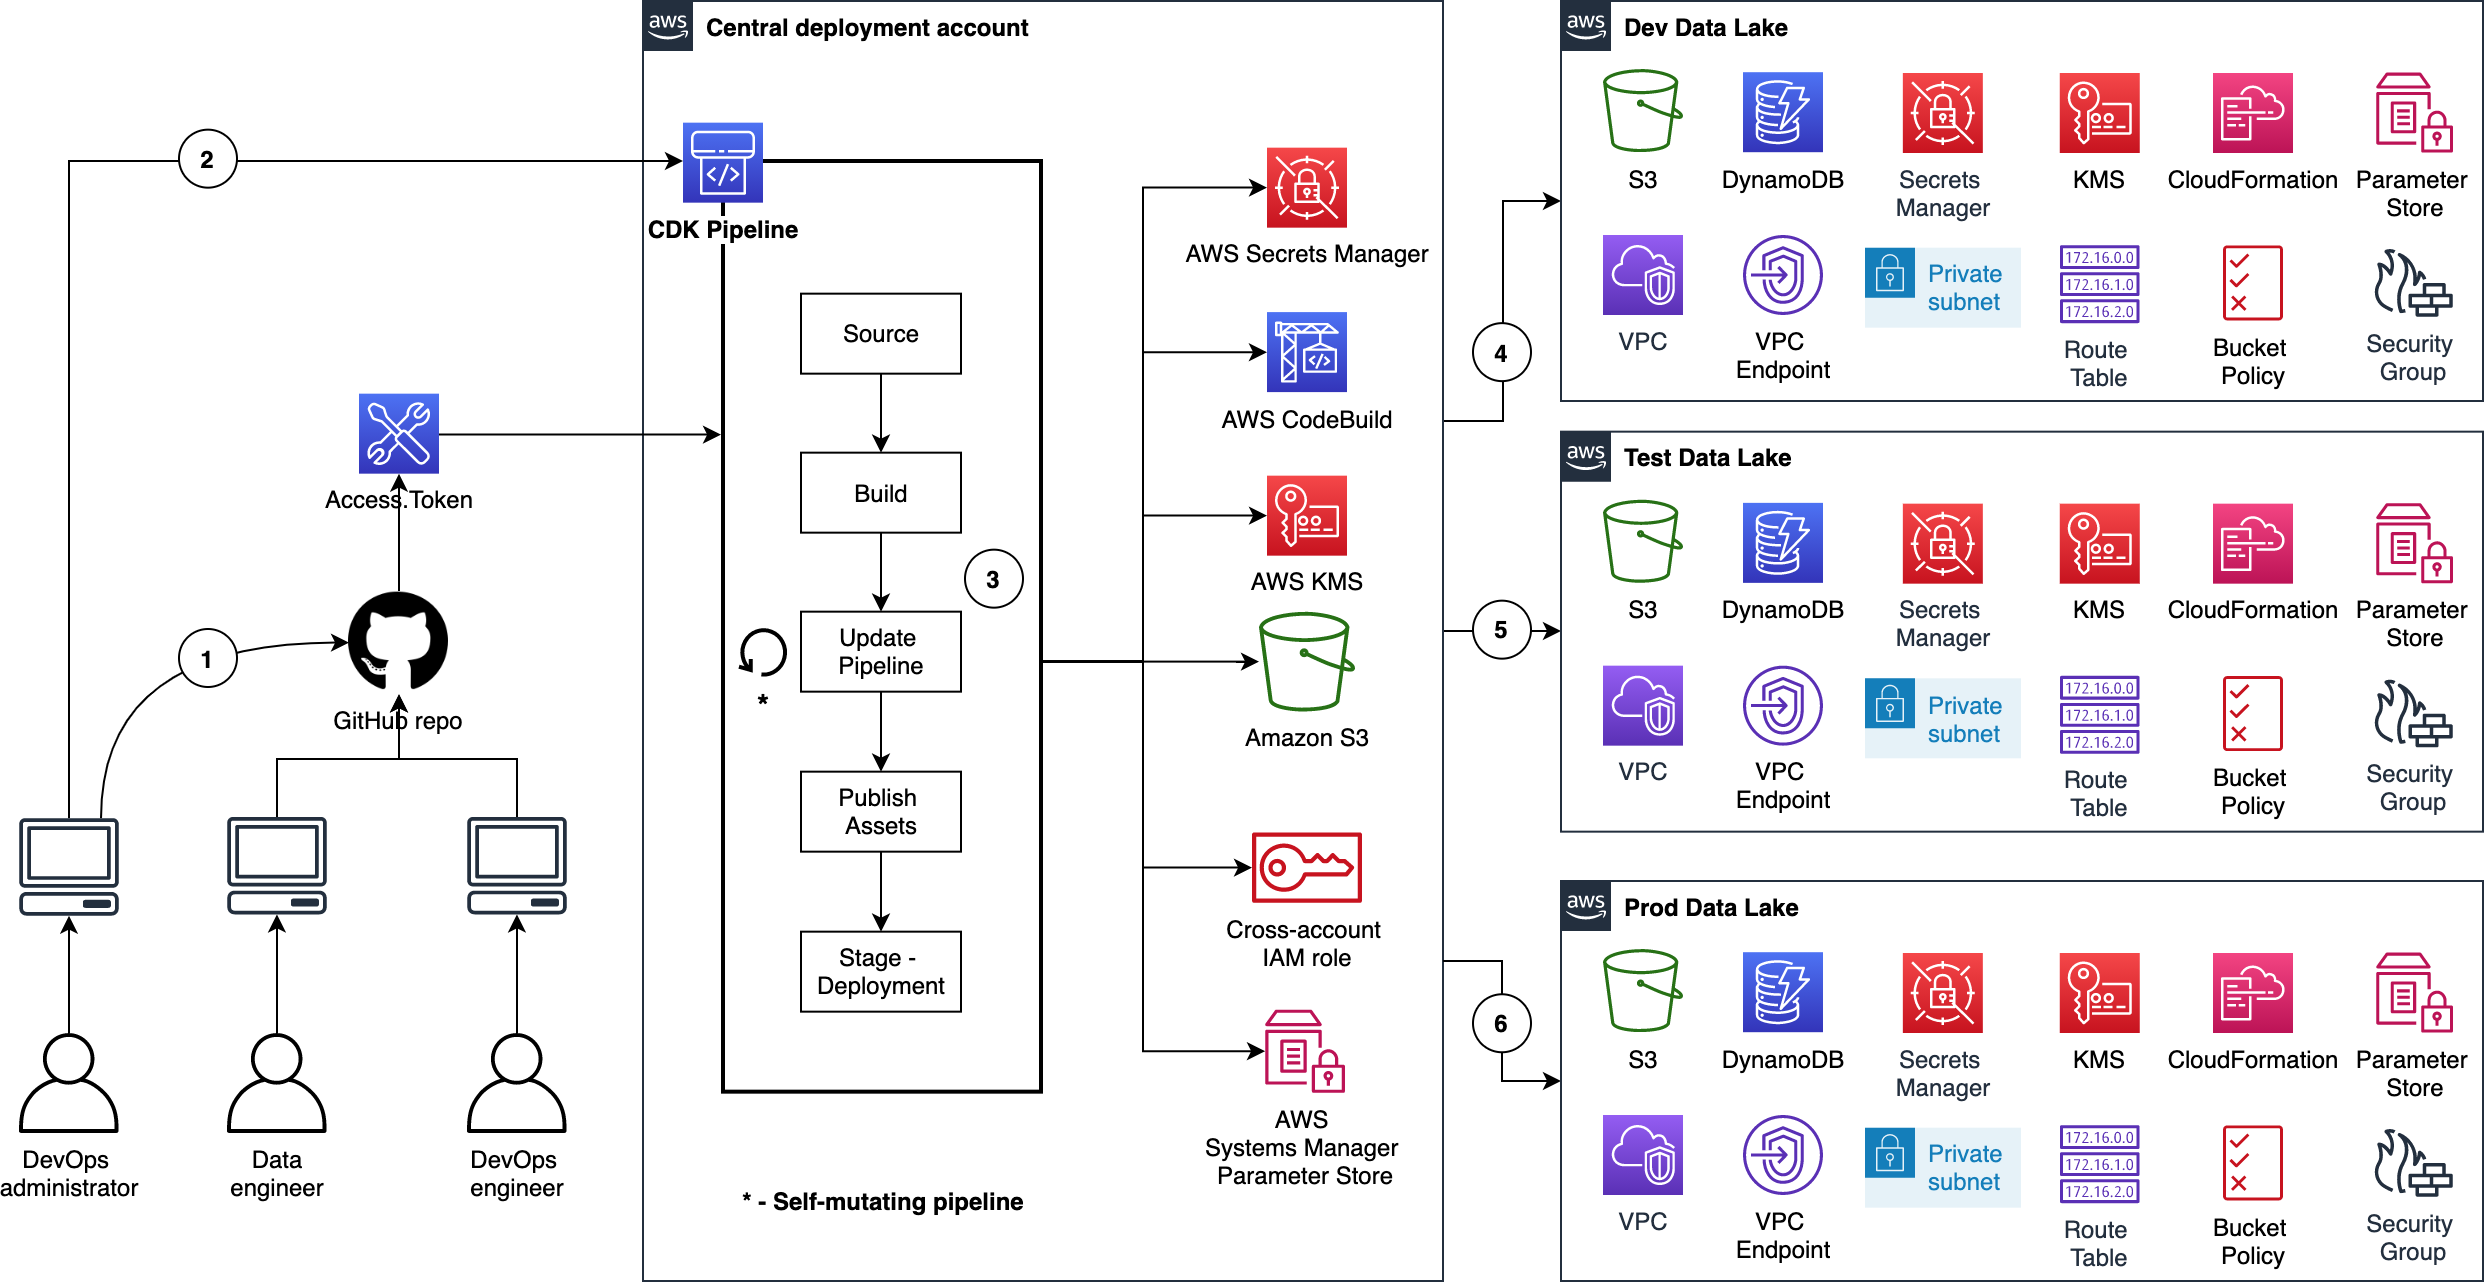 aws
Central deployment account
2
CDK Pipeline
Source
Build
Update
Pipeline
*
Publish
Assets
Stage -
Deployment
3
* - Self-mutating pipeline
Access Token
1
GitHub repo
DevOps
administrator
Data
engineer
DevOps
engineer
AWS Secrets Manager
AWS CodeBuild
AWS KMS
Amazon S3
Cross-account
IAM role
AWS
Systems Manager
Parameter Store
4
5
6
aws
Dev Data Lake
S3
DynamoDB
Secrets
Manager
KMS
CloudFormation
Parameter
Store
VPC
VPC
Endpoint
Private
subnet
172.16.0.0
172.16.1.0
172.16.2.0
Route
Table
Bucket
Policy
Security
Group
aws
Test Data Lake
S3
DynamoDB
Secrets
Manager
KMS
CloudFormation
Parameter
Store
VPC
VPC
Endpoint
Private
subnet
172.16.0.0
172.16.1.0
172.16.2.0
Route
Table
Bucket
Policy
Security
Group
aws
Prod Data Lake
S3
DynamoDB
Secrets
Manager
KMS
CloudFormation
Parameter
Store
VPC
VPC
Endpoint
Private
subnet
172.16.0.0
172.16.1.0
172.16.2.0
Route
Table
Bucket
Policy
Security
Group